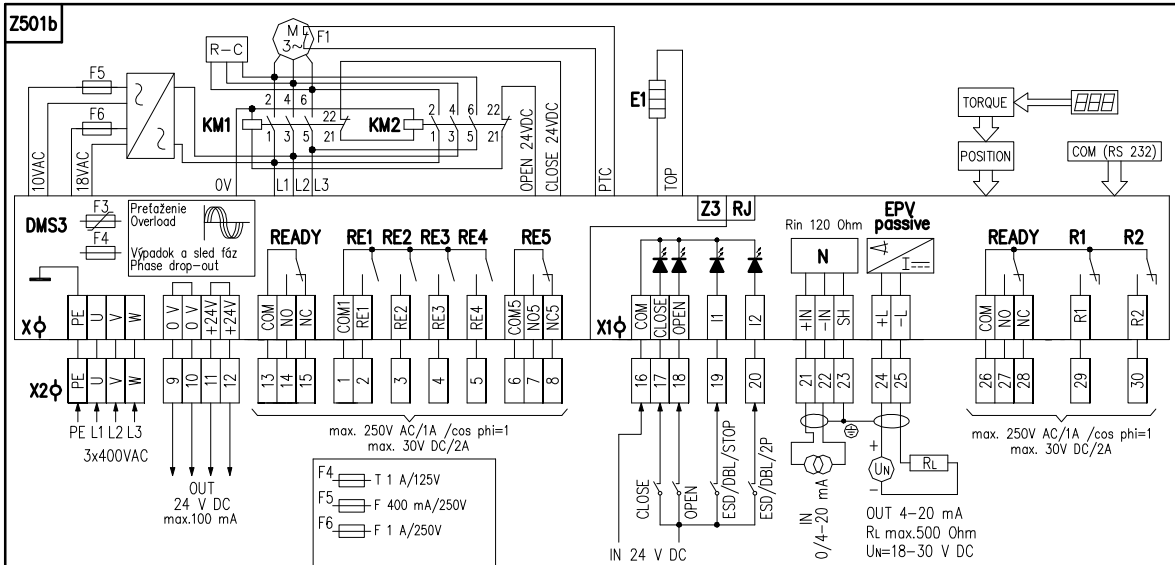 Z501b
R-C
M
3~
F1
F5
F6
2 4 6
22
KM1
1 3 5
21
KM2
2 4 6
22
1 3 5
21
E1
TORQUE
POSITION
COM (RS 232)
10VAC
18VAC
0V
L1 L2 L3
OPEN 24VDC
CLOSE 24VDC
PTC
TOP
DMS3
F3
F4
Preťaženie
Overload
Výpadok a sled fáz
Phase drop-out
READY
RE1 RE2 RE3 RE4
RE5
Z3 RJ
Rin 120 Ohm
N
EPV
passive
READY
R1
R2
X
PE U V W
0 V 0 V +24V +24V
COM NO NC
COM1 RE1 RE2 RE3 RE4
COM5 NO5 NC5
X1
COM CLOSE OPEN I1 I2
+IN -IN SH
+L -L
COM NO NC R1 R2
X2
PE U V W
9 10 11 12
13 14 15
1 2 3 4 5
6 7 8
16 17 18 19 20
21 22 23
24 25
26 27 28 29 30
PE L1 L2 L3
3x400VAC
OUT
24 V DC
max.100 mA
max. 250V AC/1A /cos phi=1
max. 30V DC/2A
F4 T 1 A/125V
F5 F 400 mA/250V
F6 F 1 A/250V
CLOSE
OPEN
ESD/DBL/STOP
ESD/DBL/2P
IN 24 V DC
IN
0/4-20 mA
+
UN
-
RL
OUT 4-20 mA
RL max.500 Ohm
UN=18-30 V DC
max. 250V AC/1A /cos phi=1
max. 30V DC/2A